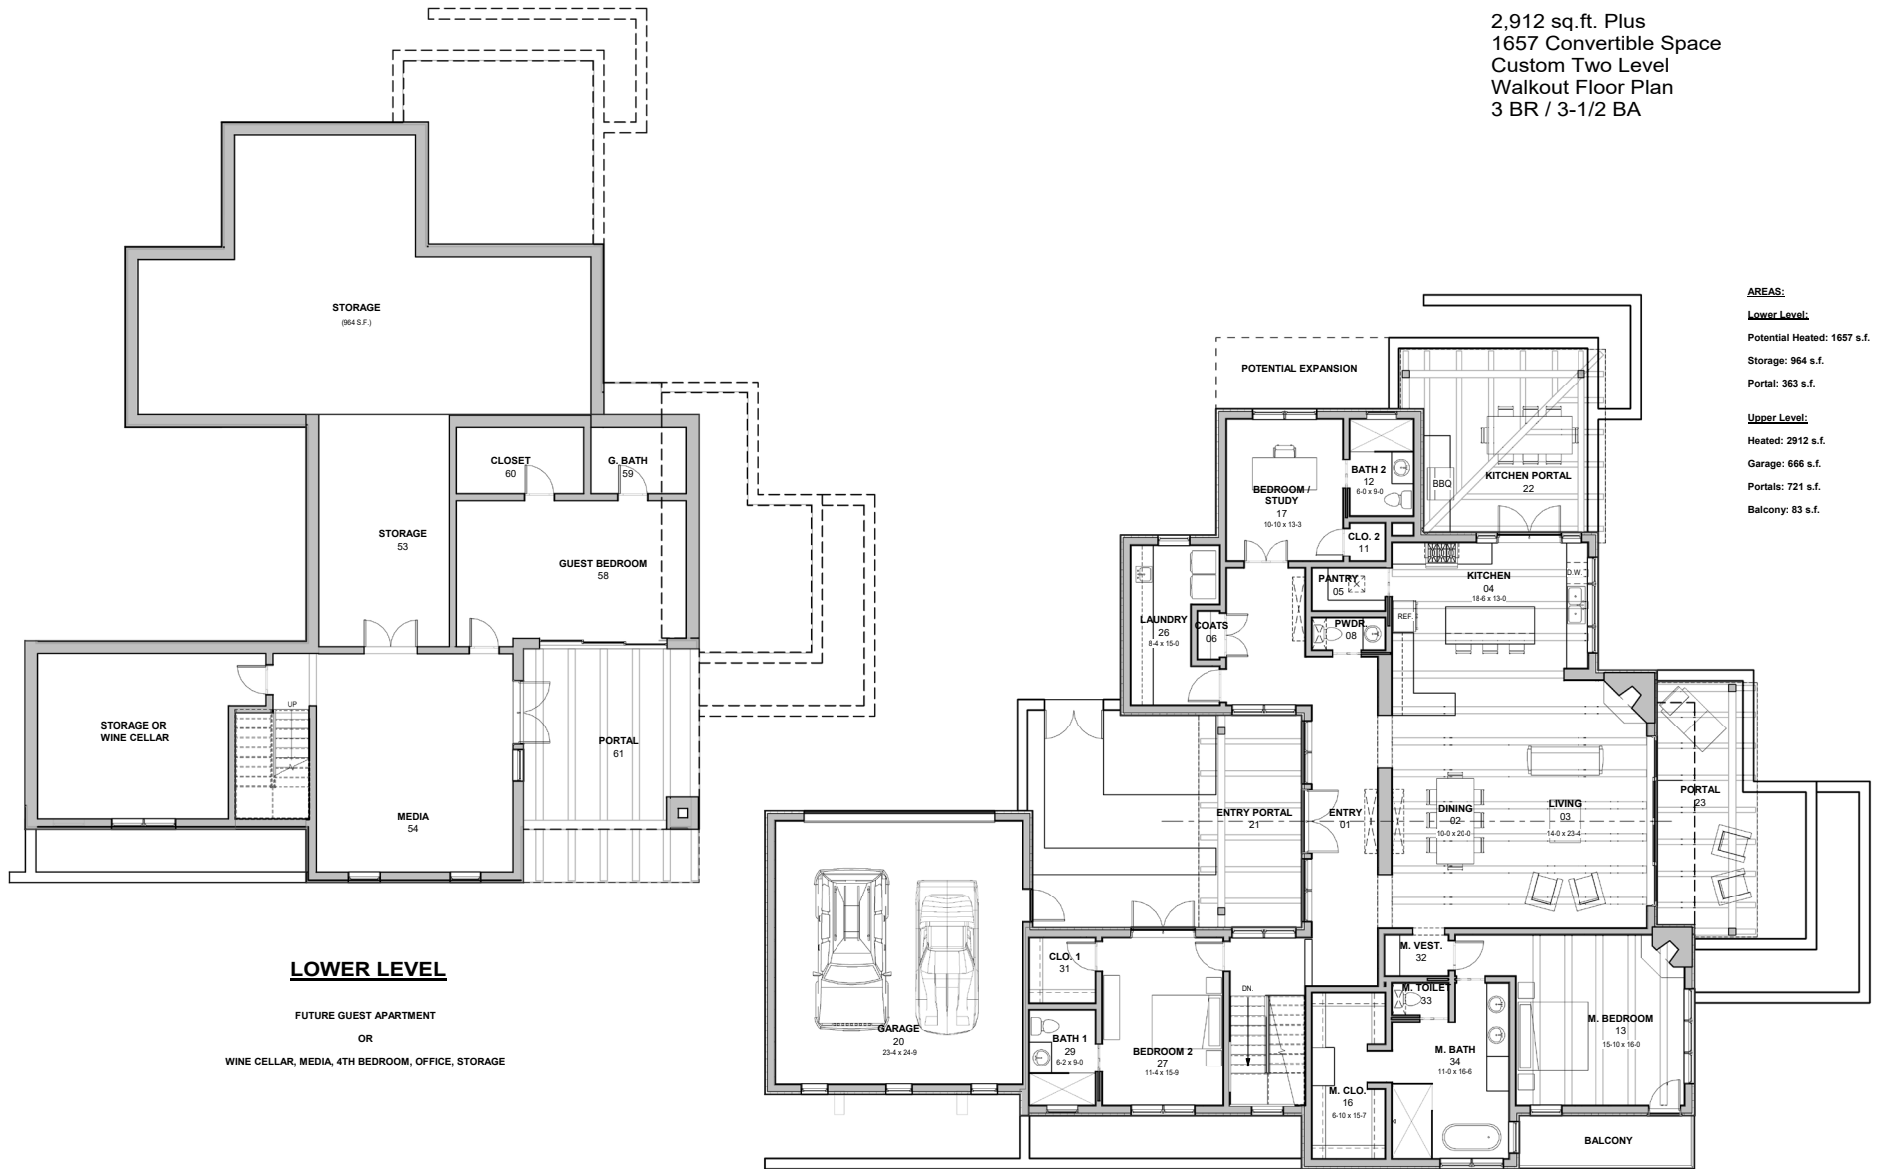 2,912 sq.ft. Plus
1657 Convertible Space
Custom Two Level
Walkout Floor Plan
3 BR / 3-1/2 BA
STORAGE
(964 S.F.)
CLOSET
60
G. BATH
59
STORAGE
53
GUEST BEDROOM
58
UP
STORAGE OR
WINE CELLAR
PORTAL
61
MEDIA
54
LOWER LEVEL
FUTURE GUEST APARTMENT
OR
WINE CELLAR, MEDIA, 4TH BEDROOM, OFFICE, STORAGE
AREAS:
Lower Level:
Potential Heated: 1657 s.f.
Storage: 964 s.f.
Portal: 363 s.f.
Upper Level:
Heated: 2912 s.f.
Garage: 666 s.f.
Portals: 721 s.f.
Balcony: 83 s.f.
POTENTIAL EXPANSION
BEDROOM /
STUDY
17
10-10 x 13-3
BATH 2
12
6-0 x 9-0
BBQ
KITCHEN PORTAL
22
CLO. 2
11
PANTRY
05
KITCHEN
04
18-6 x 13-0
D.W.
REF.
LAUNDRY
26
8-4 x 15-0
COATS
06
PWDR.
08
ENTRY PORTAL
21
ENTRY
01
DINING
02
10-0 x 20-0
LIVING
03
14-0 x 23-4
PORTAL
23
GARAGE
20
23-4 x 24-9
CLO. 1
31
BATH 1
29
6-2 x 9-0
BEDROOM 2
27
11-4 x 15-9
DN.
M. VEST.
32
M. TOILET
33
M. CLO.
16
6-10 x 15-7
M. BATH
34
11-0 x 16-6
M. BEDROOM
13
15-10 x 16-0
BALCONY